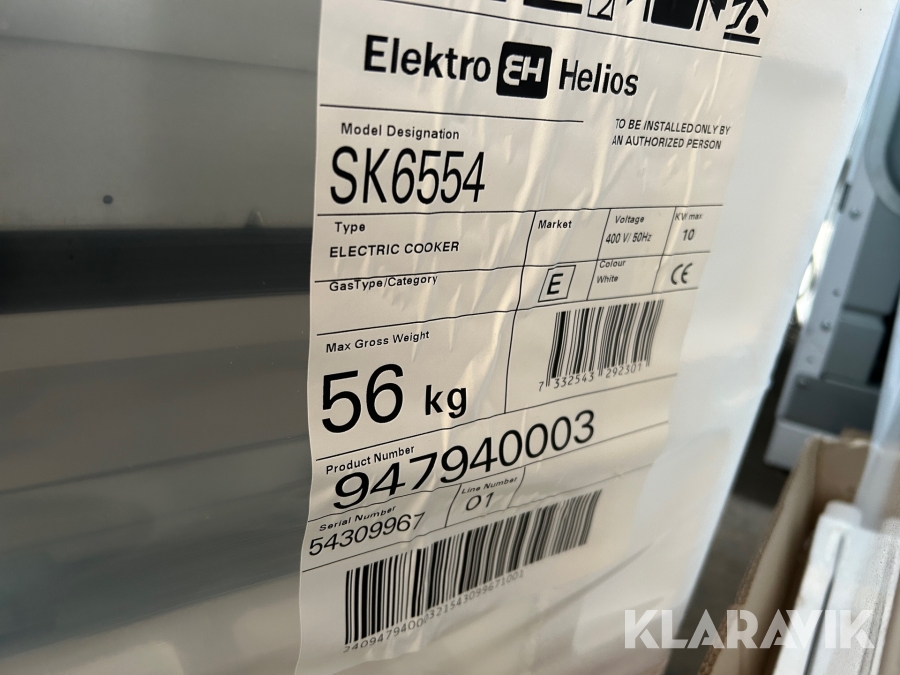 Elektro EH Helios
TO BE INSTALLED ONLY BY
AN AUTHORIZED PERSON
Model Designation
SK6554
Type
ELECTRIC COOKER
Market
Voltage
400 V/ 50Hz
KW max
10
GasType/Category
E
Colour
White
CE
Max Gross Weight
56 kg
7 332543 292301
Product Number
947940003
Serial Number
54309967
Line Number
01
KLARAVIK